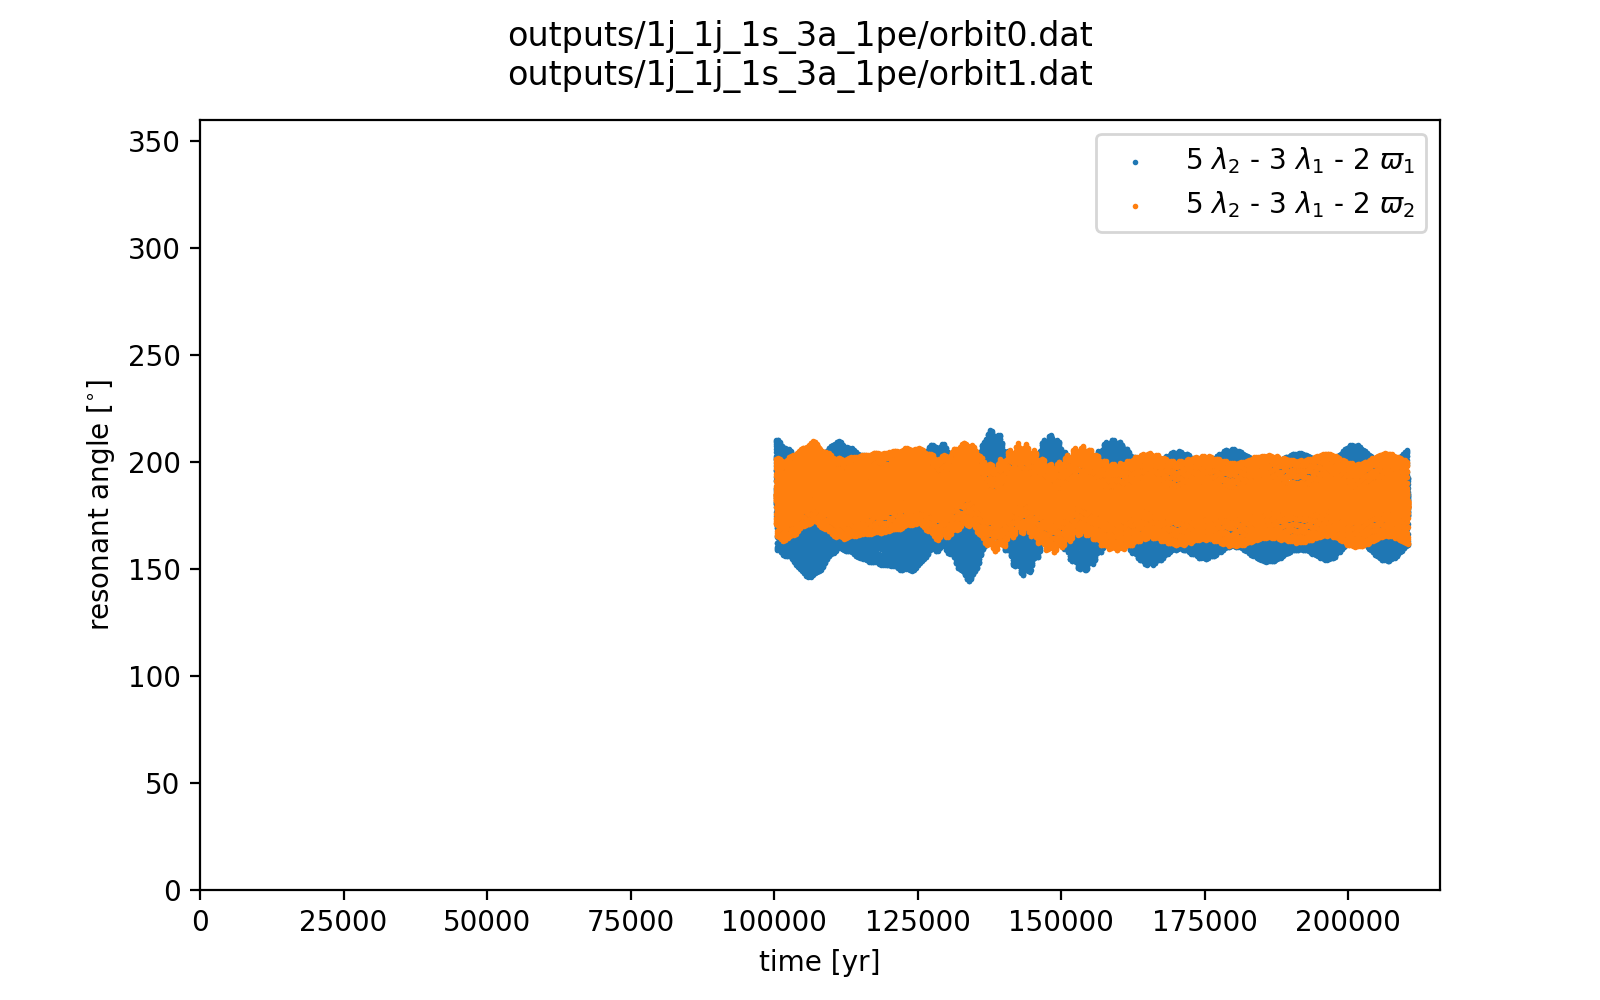 outputs/1j_1j_1s_3a_1pe/orbit0.dat
outputs/1j_1j_1s_3a_1pe/orbit1.dat
350
300
250
200
150
100
50
0
resonant angle [°]
5 λ₂ - 3 λ₁ - 2 ϖ₁
5 λ₂ - 3 λ₁ - 2 ϖ₂
0 25000 50000 75000 100000 125000 150000 175000 200000
time [yr]